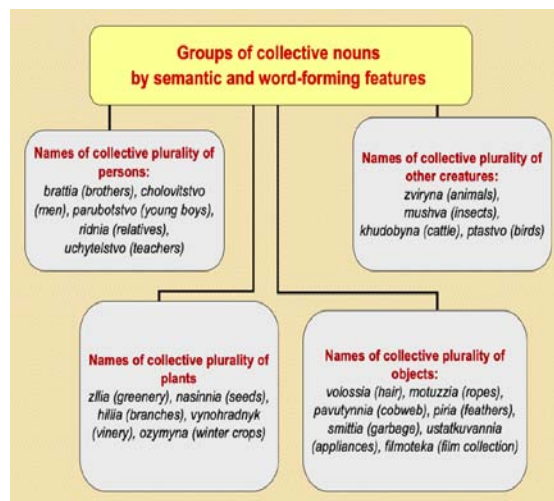 Groups of collective nouns
by semantic and word-forming features
Names of collective plurality of
persons:
brattia (brothers), cholovitstvo
(men), parubotstvo (young boys),
ridnia (relatives),
uchytelstvo (teachers)
Names of collective plurality of
other creatures:
zviryna (animals),
mushva (insects),
khudobyna (cattle), ptastvo (birds)
Names of collective plurality of
plants
zllia (greenery), nasinnia (seeds),
hillia (branches), vynohradnyk
(vinery), ozymyna (winter crops)
Names of collective plurality of
objects:
volossia (hair), motuzzia (ropes),
pavutynnia (cobweb), piria (feathers),
smittia (garbage), ustatkuvannia
(appliances), filmoteka (film collection)